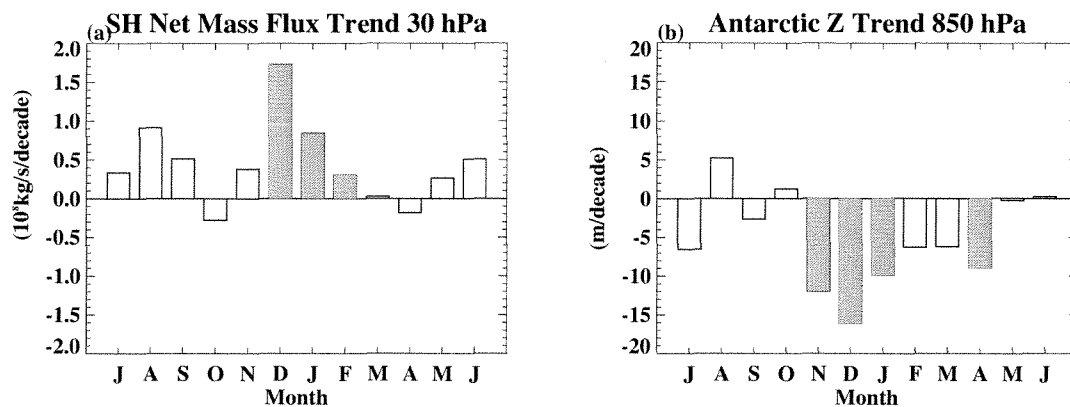 (a) SH Net Mass Flux Trend 30 hPa
2.0
1.5
1.0
0.5
0.0
-0.5
-1.0
-1.5
-2.0
(10⁸kg/s/decade)
J A S O N D J F M A M J
Month
(b) Antarctic Z Trend 850 hPa
20
15
10
5
0
-5
-10
-15
-20
(m/decade)
J A S O N D J F M A M J
Month